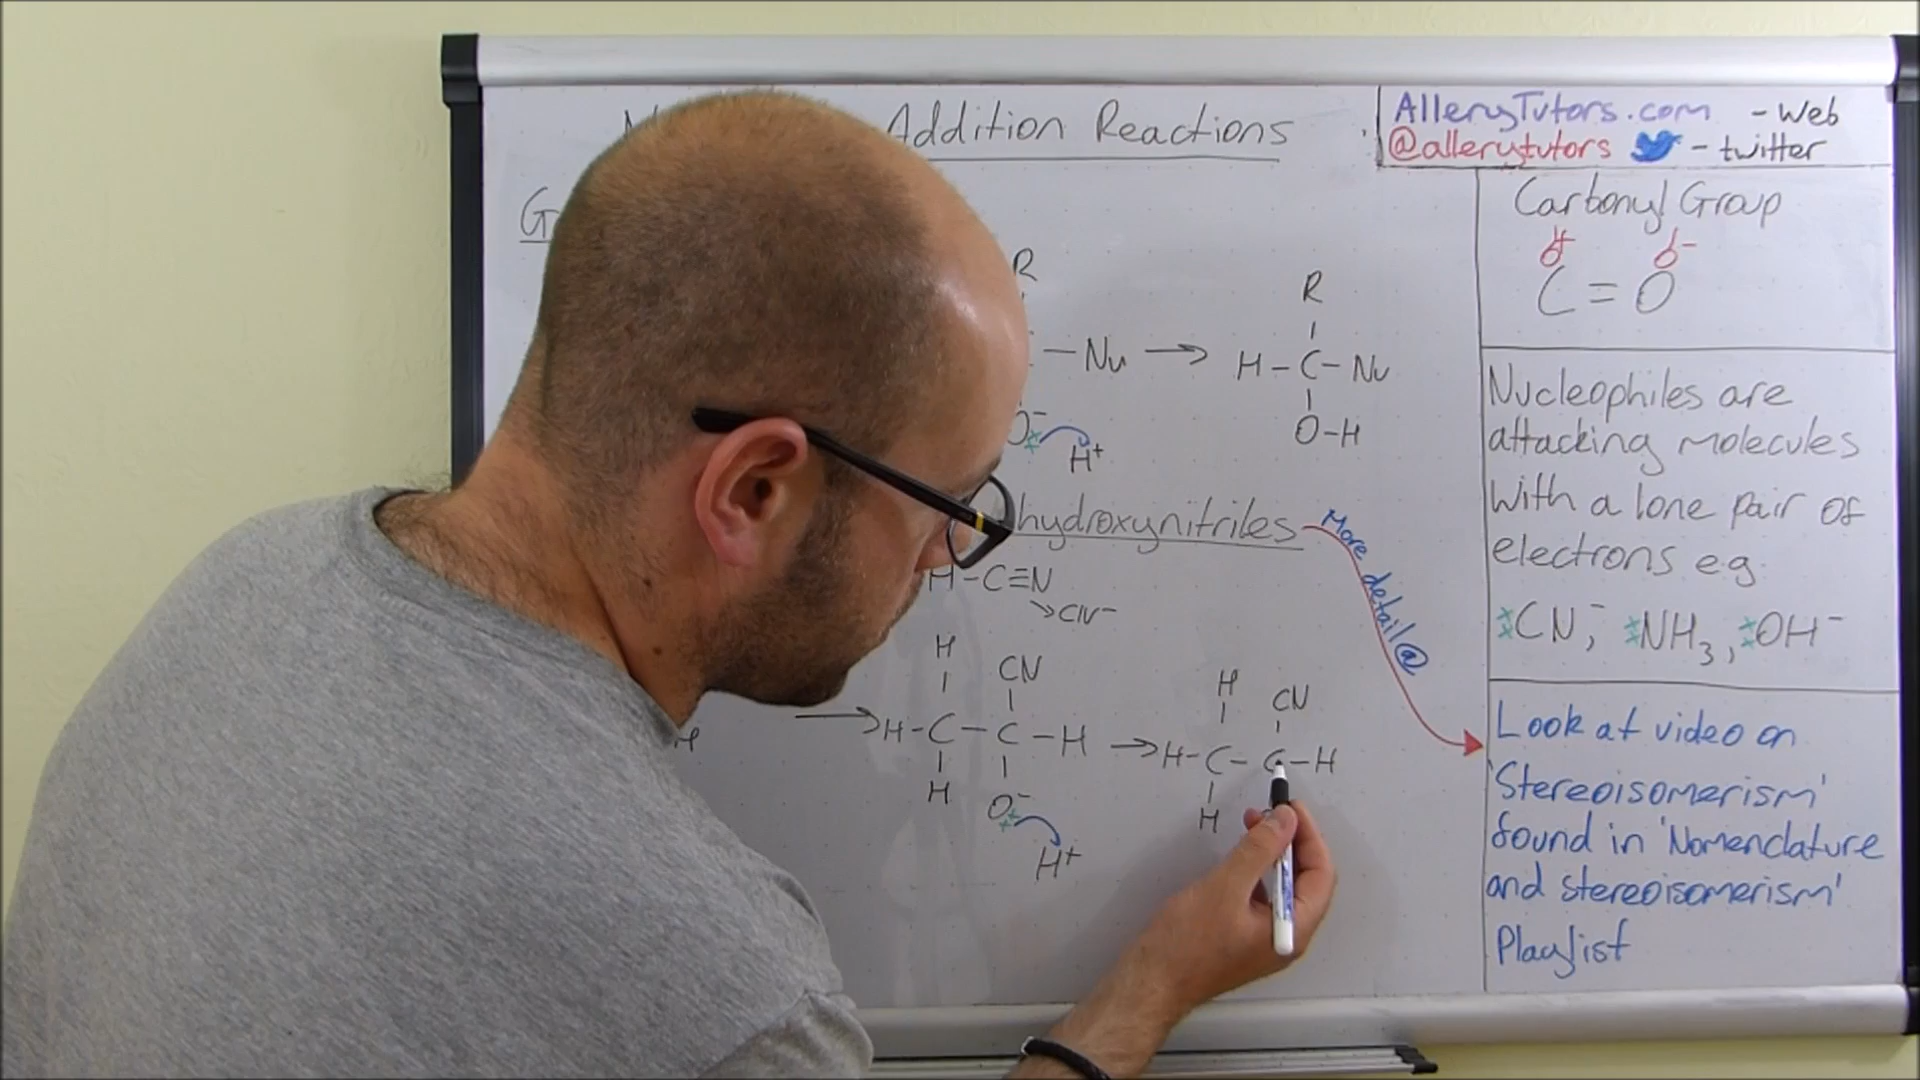 Addition Reactions
AlleryTutors.com - Web
@allerytutors - twitter
Carbonyl Group
δ+ δ-
C = O
R
- Nu → 
O⁻ H⁺
R
H - C - Nu
O-H
Nucleophiles are
attacking molecules
with a lone pair of
electrons e.g.
CN⁻, NH₃, OH⁻
hydroxynitriles
More detail @
H-C≡N
→CN⁻
H CN
→ H-C-C-H
H O⁻
H⁺
H CN
→ H-C-C-H
H
Look at video on
'Stereoisomerism'
found in 'Nomenclature
and stereoisomerism'
Playlist